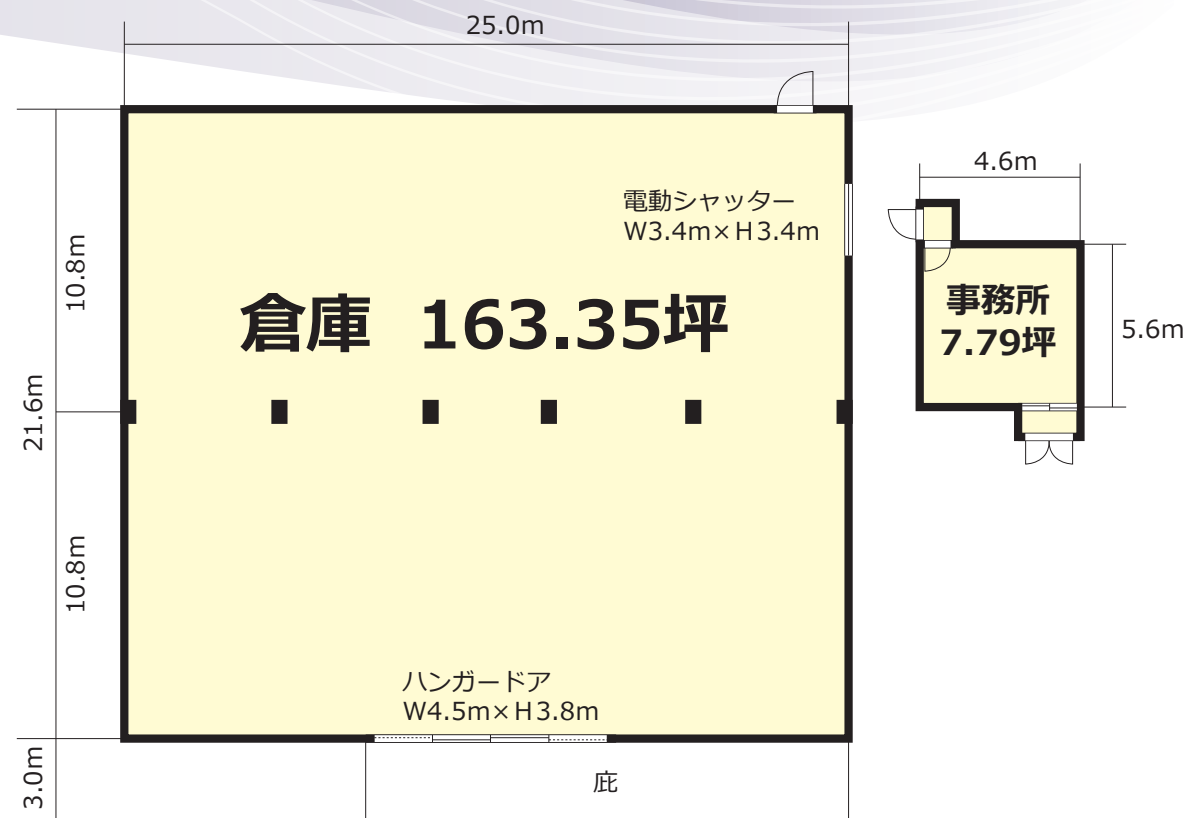 25.0m
4.6m
電動シャッター
W3.4m×H3.4m
10.8m
倉庫 163.35坪
事務所
7.79坪
5.6m
21.6m
10.8m
ハンガードア
W4.5m×H3.8m
3.0m
庇